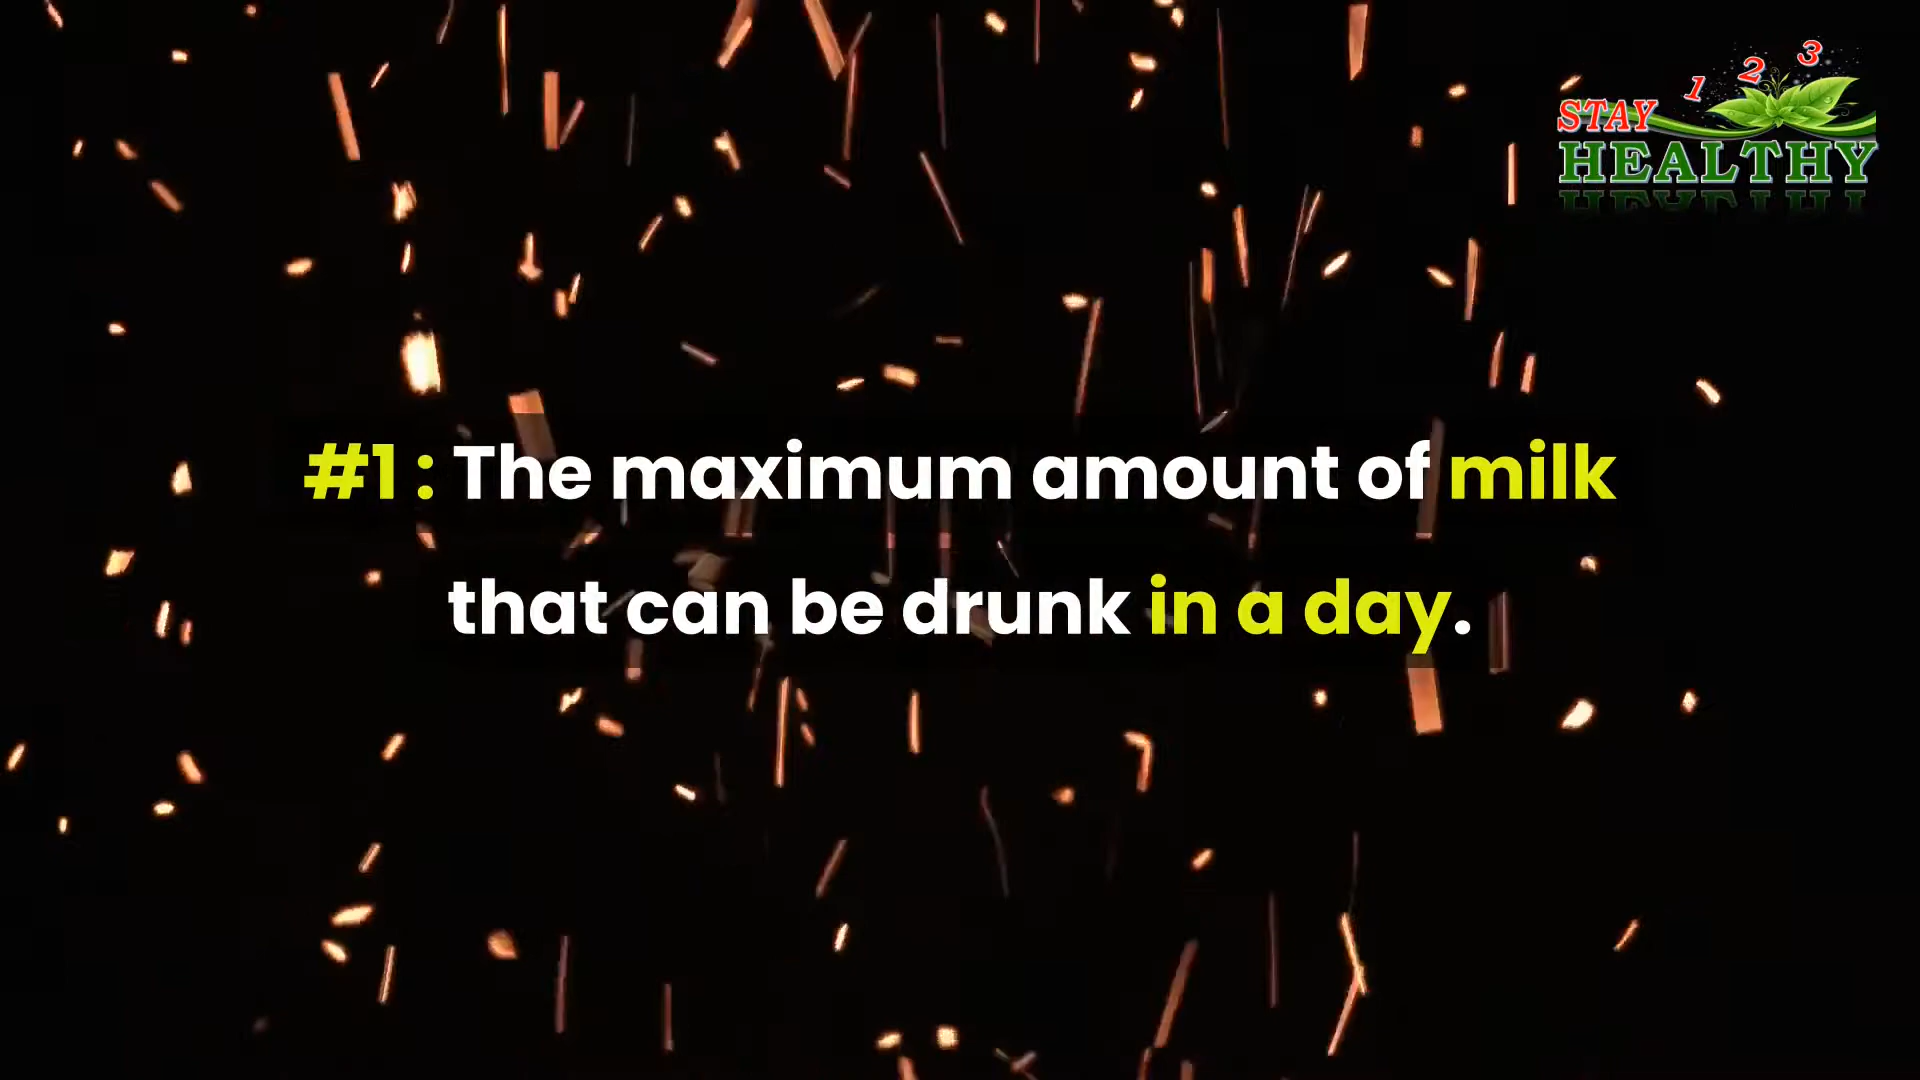 1 2 3
STAY
HEALTHY
#1 : The maximum amount of milk
that can be drunk in a day.